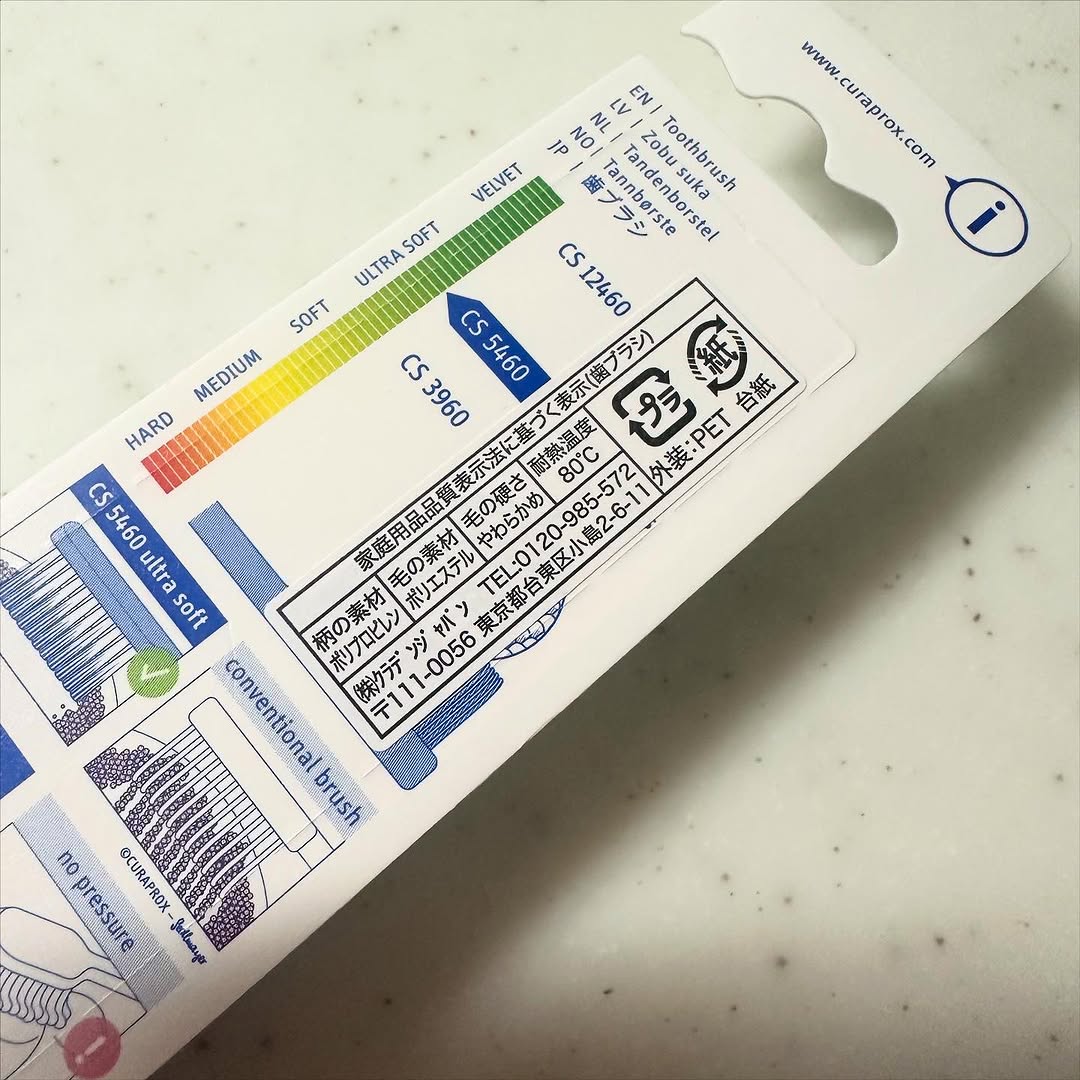 www.curaprox.com
i
EN | Toothbrush
LV | Zobu suka
NL | Tandenborstel
NO | Tannbørste
JP | 歯ブラシ
HARD MEDIUM SOFT ULTRA SOFT VELVET
CS 3960
CS 5460
CS 12460
家庭用品品質表示法に基づく表示(歯ブラシ)
柄の素材 毛の素材 毛の硬さ 耐熱温度
ポリプロピレン ポリエステル やわらかめ 80℃
㈱クラデンジャパン TEL:0120-985-572
〒111-0056 東京都台東区小島2-6-11
プラ 紙
外装:PET 台紙
CS 5460 ultra soft
conventional brush
©CURAPROX – Sedlmayer
no pressure